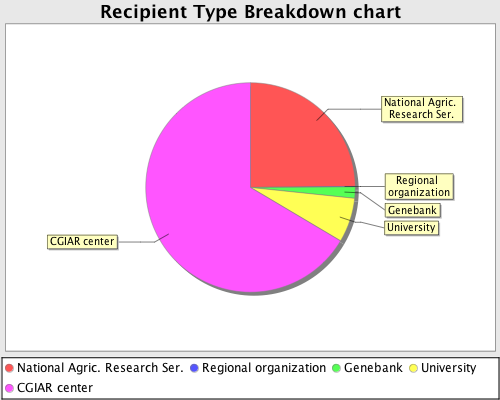 Recipient Type Breakdown chart
National Agric.
Research Ser.
Regional
organization
Genebank
University
CGIAR center
National Agric. Research Ser.
Regional organization
Genebank
University
CGIAR center